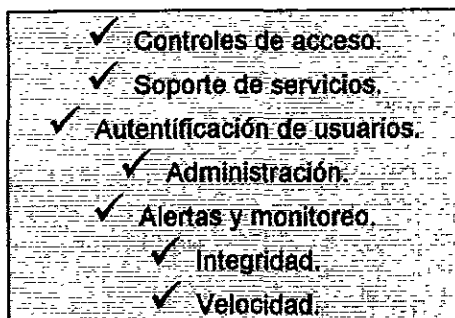 ✓ Controles de acceso.
✓ Soporte de servicios.
✓ Autentificación de usuarios.
✓ Administración.
✓ Alertas y monitoreo.
✓ Integridad.
✓ Velocidad.